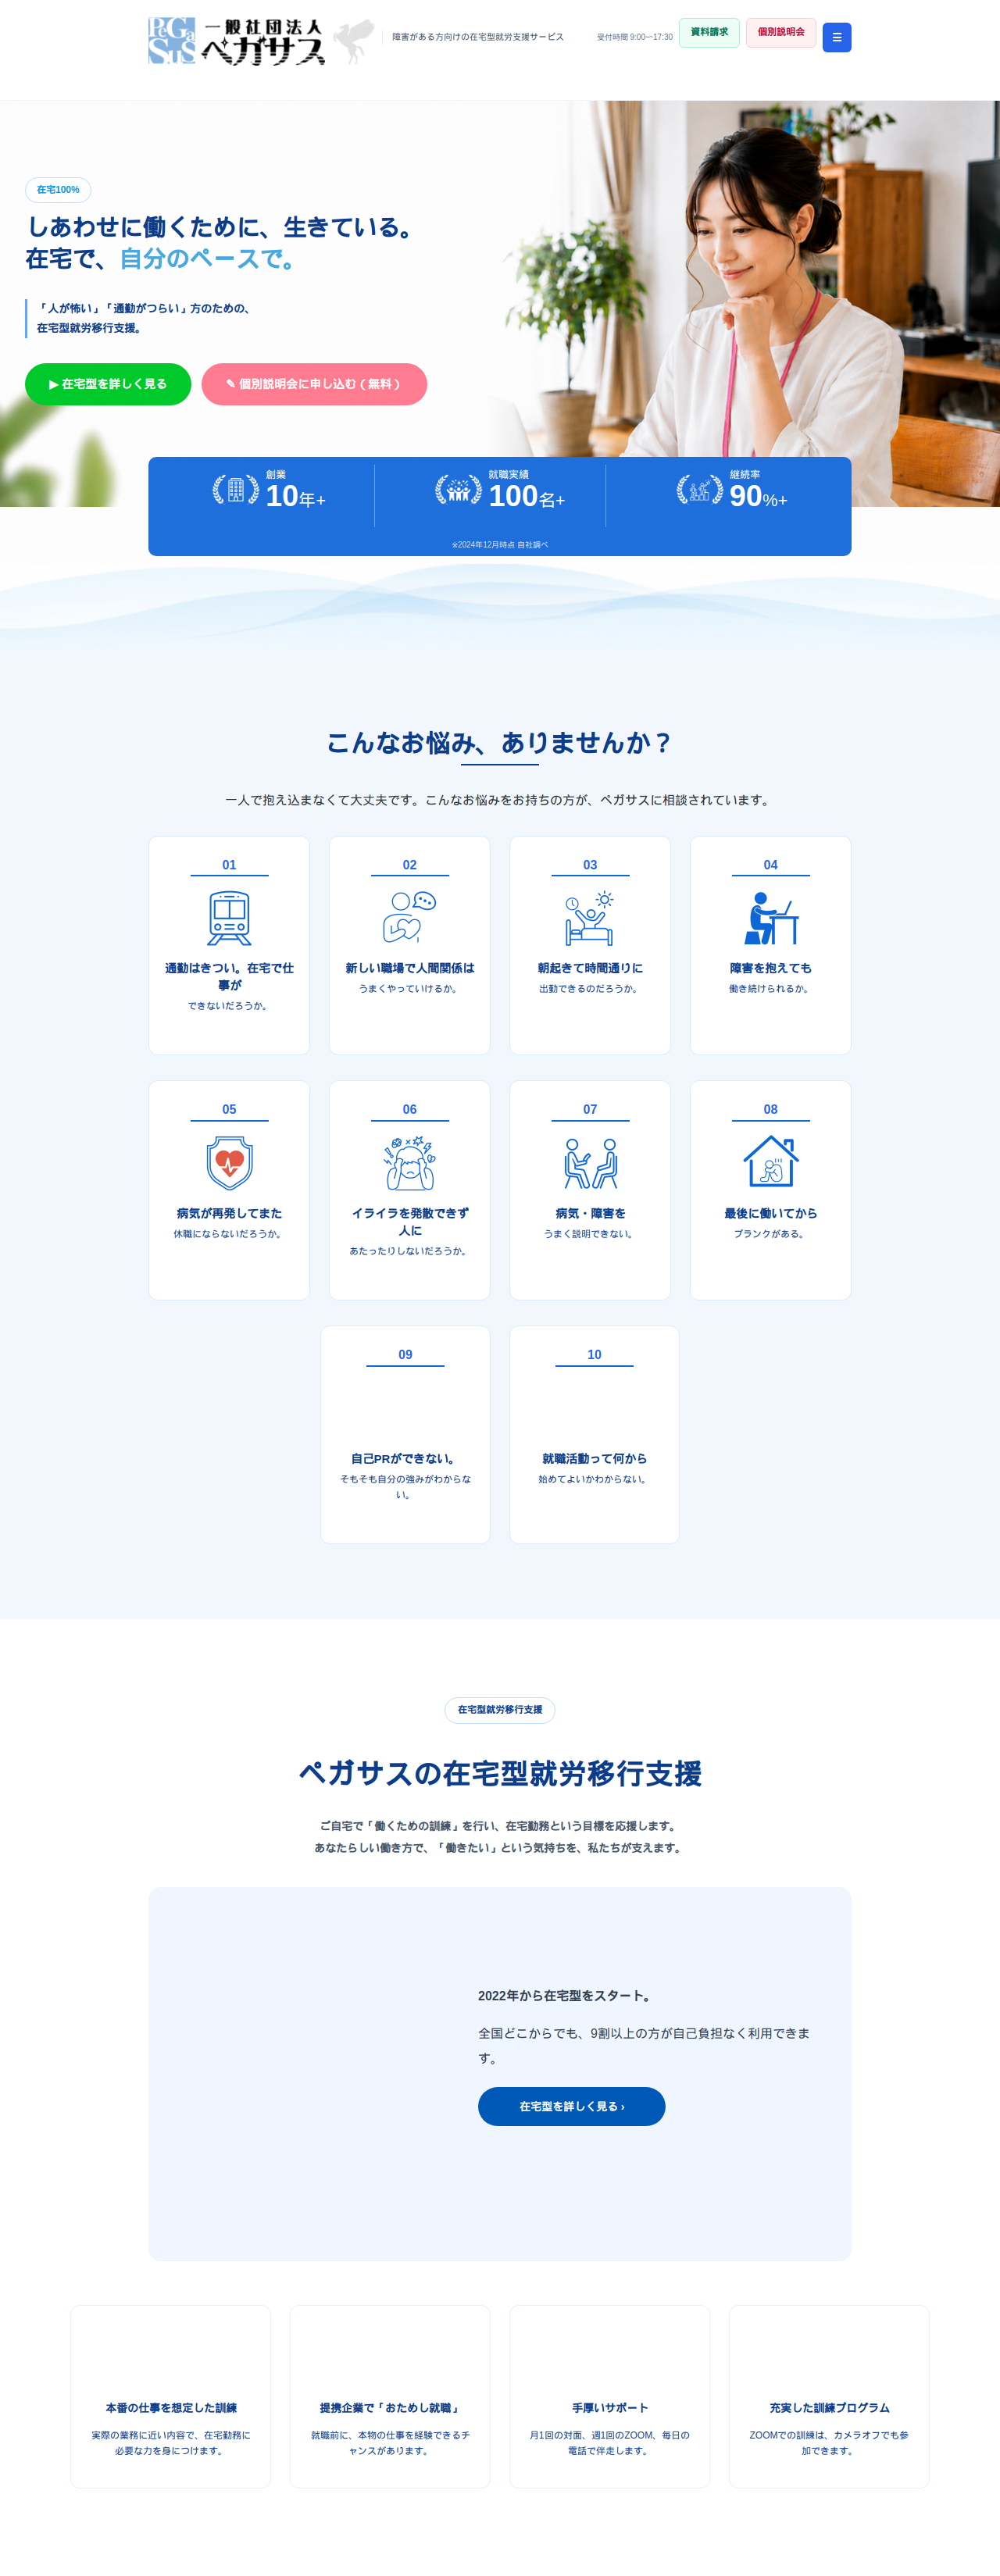 PeGaSUS
一般社団法人
ペガサス
障害がある方向けの在宅型就労支援サービス
受付時間 9:00〜17:30
資料請求
個別説明会
☰
在宅100%
しあわせに働くために、生きている。
在宅で、自分のペースで。
「人が怖い」「通勤がつらい」方のための、
在宅型就労移行支援。
▶ 在宅型を詳しく見る
✎ 個別説明会に申し込む（無料）
創業
10年+
就職実績
100名+
継続率
90%+
※2024年12月時点 自社調べ
こんなお悩み、ありませんか？
一人で抱え込まなくて大丈夫です。こんなお悩みをお持ちの方が、ペガサスに相談されています。
01
通勤はきつい。在宅で仕
事が
できないだろうか。
02
新しい職場で人間関係は
うまくやっていけるか。
03
朝起きて時間通りに
出勤できるのだろうか。
04
障害を抱えても
働き続けられるか。
05
病気が再発してまた
休職にならないだろうか。
06
イライラを発散できず
人に
あたったりしないだろうか。
07
病気・障害を
うまく説明できない。
08
最後に働いてから
ブランクがある。
09
自己PRができない。
そもそも自分の強みがわからな
い。
10
就職活動って何から
始めてよいかわからない。
在宅型就労移行支援
ペガサスの在宅型就労移行支援
ご自宅で「働くための訓練」を行い、在宅勤務という目標を応援します。
あなたらしい働き方で、「働きたい」という気持ちを、私たちが支えます。
2022年から在宅型をスタート。
全国どこからでも、9割以上の方が自己負担なく利用できま
す。
在宅型を詳しく見る ›
本番の仕事を想定した訓練
実際の業務に近い内容で、在宅勤務に
必要な力を身につけます。
提携企業で「おためし就職」
就職前に、本物の仕事を経験できるチ
ャンスがあります。
手厚いサポート
月1回の対面、週1回のZOOM、毎日の
電話で伴走します。
充実した訓練プログラム
ZOOMでの訓練は、カメラオフでも参
加できます。